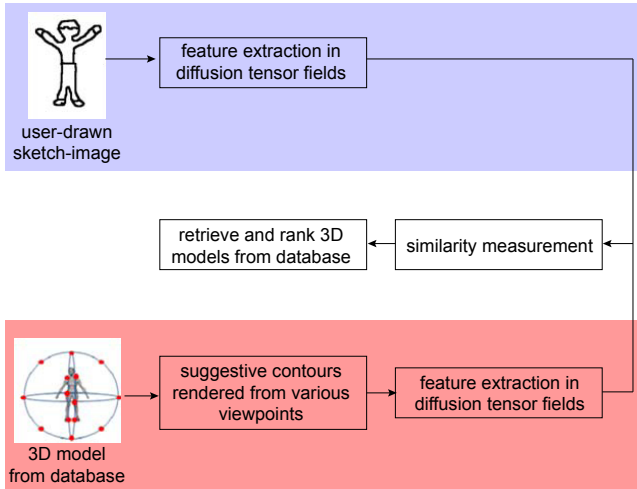 feature extraction in
diffusion tensor fields
user-drawn
sketch-image
retrieve and rank 3D
models from database
similarity measurement
suggestive contours
rendered from various
viewpoints
feature extraction in
diffusion tensor fields
3D model
from database